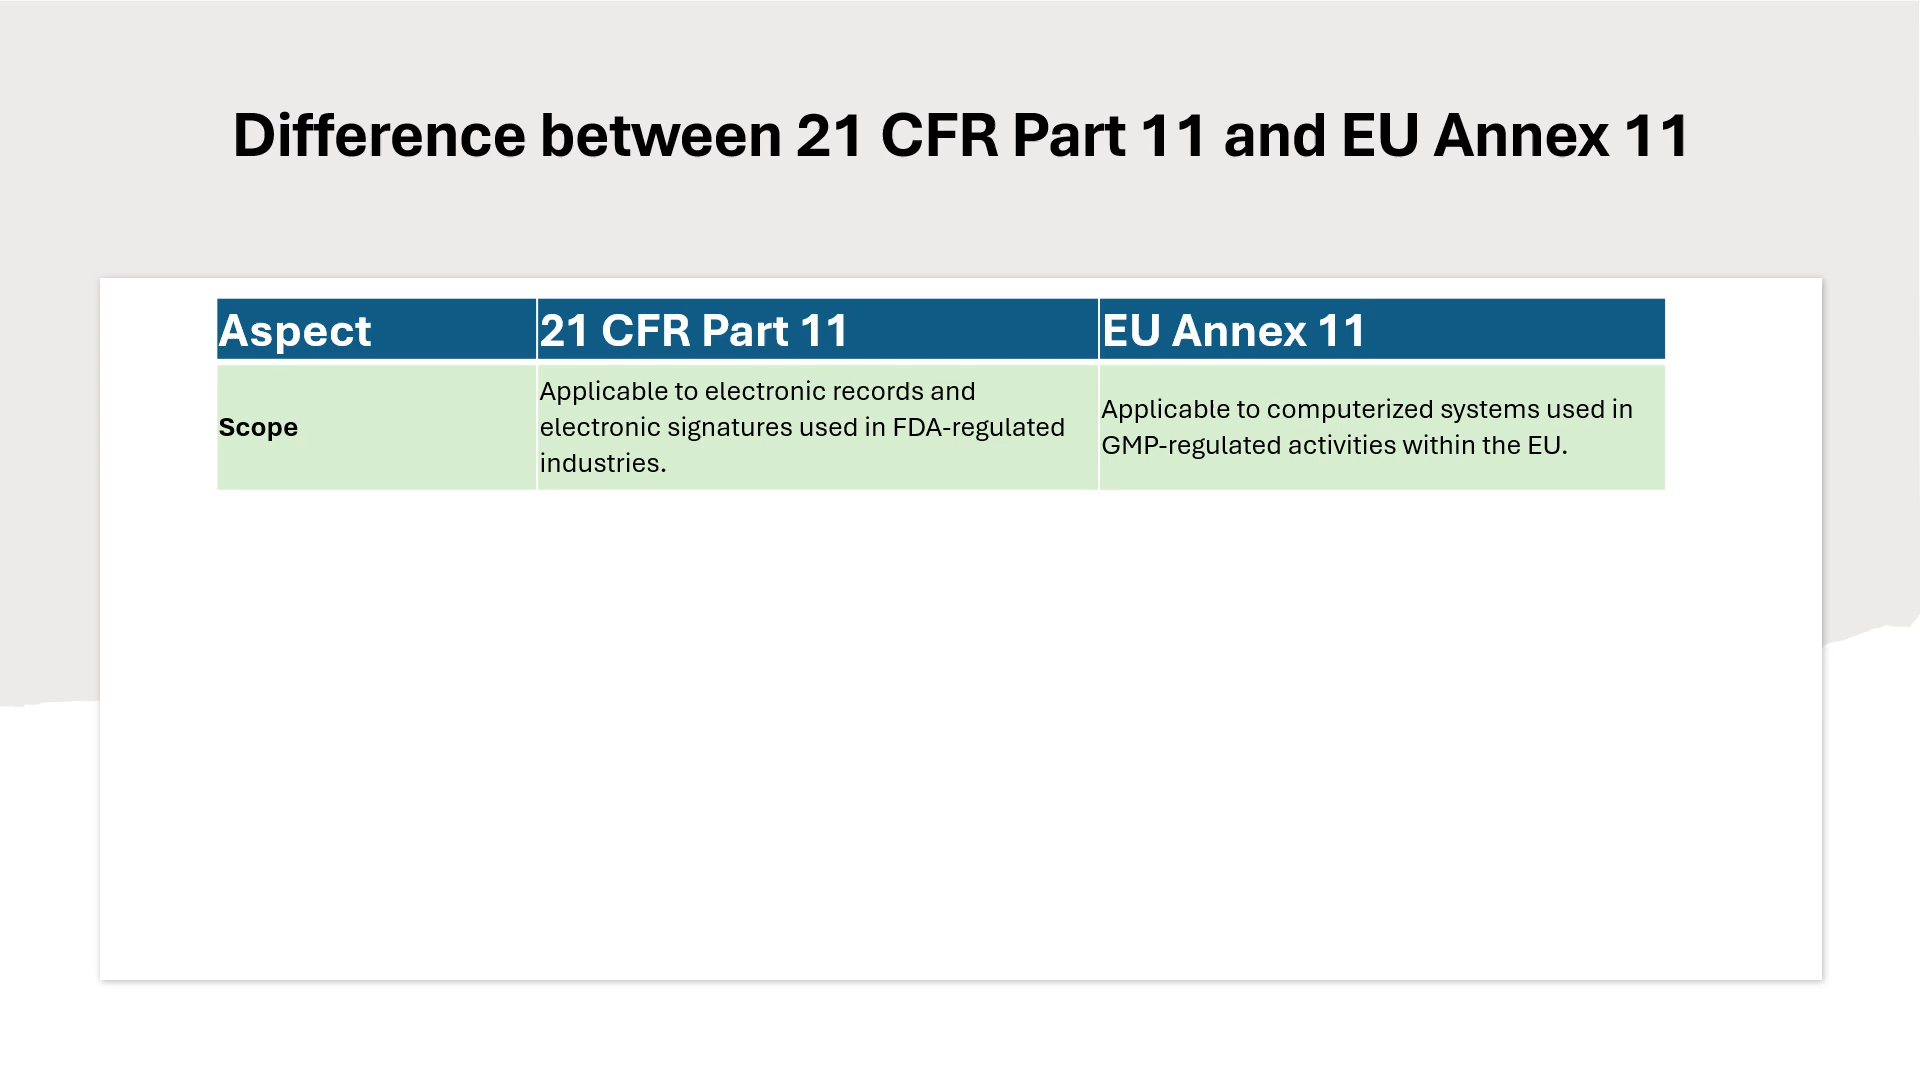 Difference between 21 CFR Part 11 and EU Annex 11
Aspect
21 CFR Part 11
EU Annex 11
Scope
Applicable to electronic records and
electronic signatures used in FDA-regulated
industries.
Applicable to computerized systems used in
GMP-regulated activities within the EU.